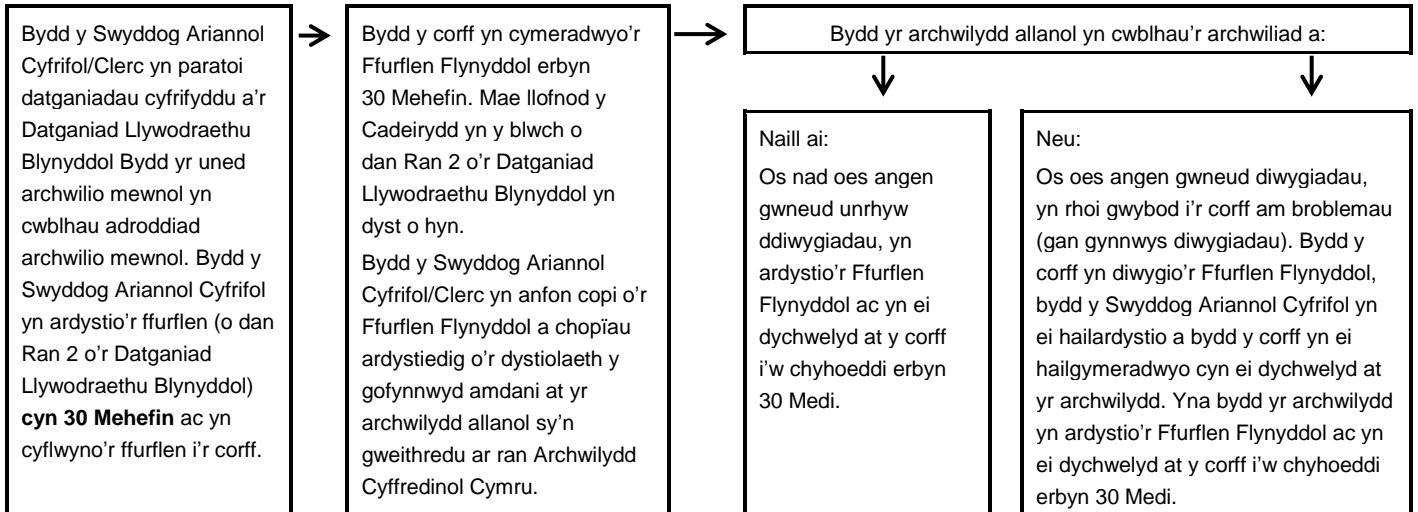 Bydd y Swyddog Ariannol
Cyfrifol/Clerc yn paratoi
datganiadau cyfrifyddu a'r
Datganiad Llywodraethu
Blynyddol Bydd yr uned
archwilio mewnol yn
cwblhau adroddiad
archwilio mewnol. Bydd y
Swyddog Ariannol Cyfrifol
yn ardystio'r ffurflen (o dan
Ran 2 o'r Datganiad
Llywodraethu Blynyddol)
cyn 30 Mehefin ac yn
cyflwyno'r ffurflen i'r corff.
Bydd y corff yn cymeradwyo'r
Ffurflen Flynyddol erbyn
30 Mehefin. Mae llofnod y
Cadeirydd yn y blwch o
dan Ran 2 o'r Datganiad
Llywodraethu Blynyddol yn
dyst o hyn.
Bydd y Swyddog Ariannol
Cyfrifol/Clerc yn anfon copi o'r
Ffurflen Flynyddol a chopïau
ardystiedig o'r dystiolaeth y
gofynnwyd amdani at yr
archwilydd allanol sy'n
gweithredu ar ran Archwilydd
Cyffredinol Cymru.
Bydd yr archwilydd allanol yn cwblhau'r archwiliad a:
Naill ai:
Os nad oes angen
gwneud unrhyw
ddiwygiadau, yn
ardystio'r Ffurflen
Flynyddol ac yn ei
dychwelyd at y corff
i'w chyhoeddi erbyn
30 Medi.
Neu:
Os oes angen gwneud diwygiadau,
yn rhoi gwybod i'r corff am broblemau
(gan gynnwys diwygiadau). Bydd y
corff yn diwygio'r Ffurflen Flynyddol,
bydd y Swyddog Ariannol Cyfrifol yn
ei hailardystio a bydd y corff yn ei
hailgymeradwyo cyn ei dychwelyd at
yr archwilydd. Yna bydd yr archwilydd
yn ardystio'r Ffurflen Flynyddol ac yn
ei dychwelyd at y corff i'w chyhoeddi
erbyn 30 Medi.